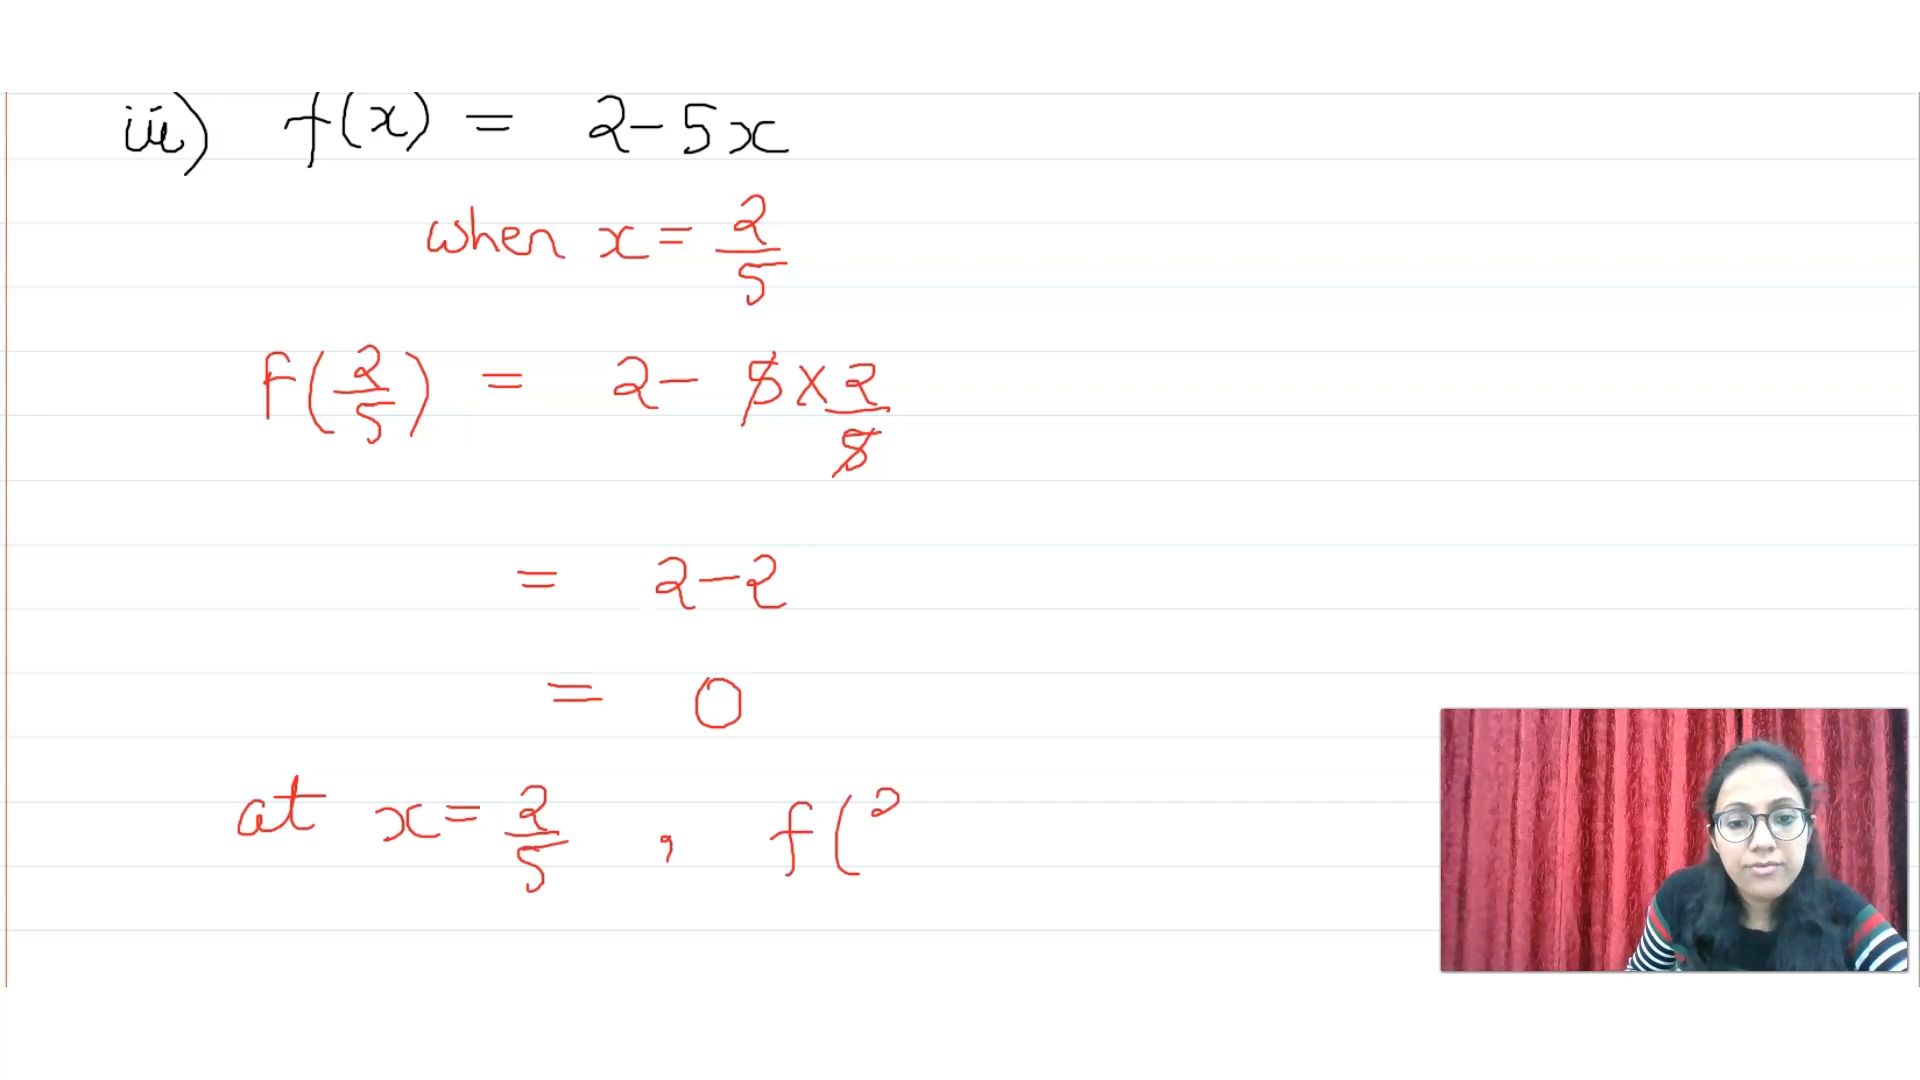 iii) f(x) = 2-5x
when x = 2/5
F(2/5) = 2- 5 x 2/5
= 2-2
= 0
at x = 2/5 , f(2